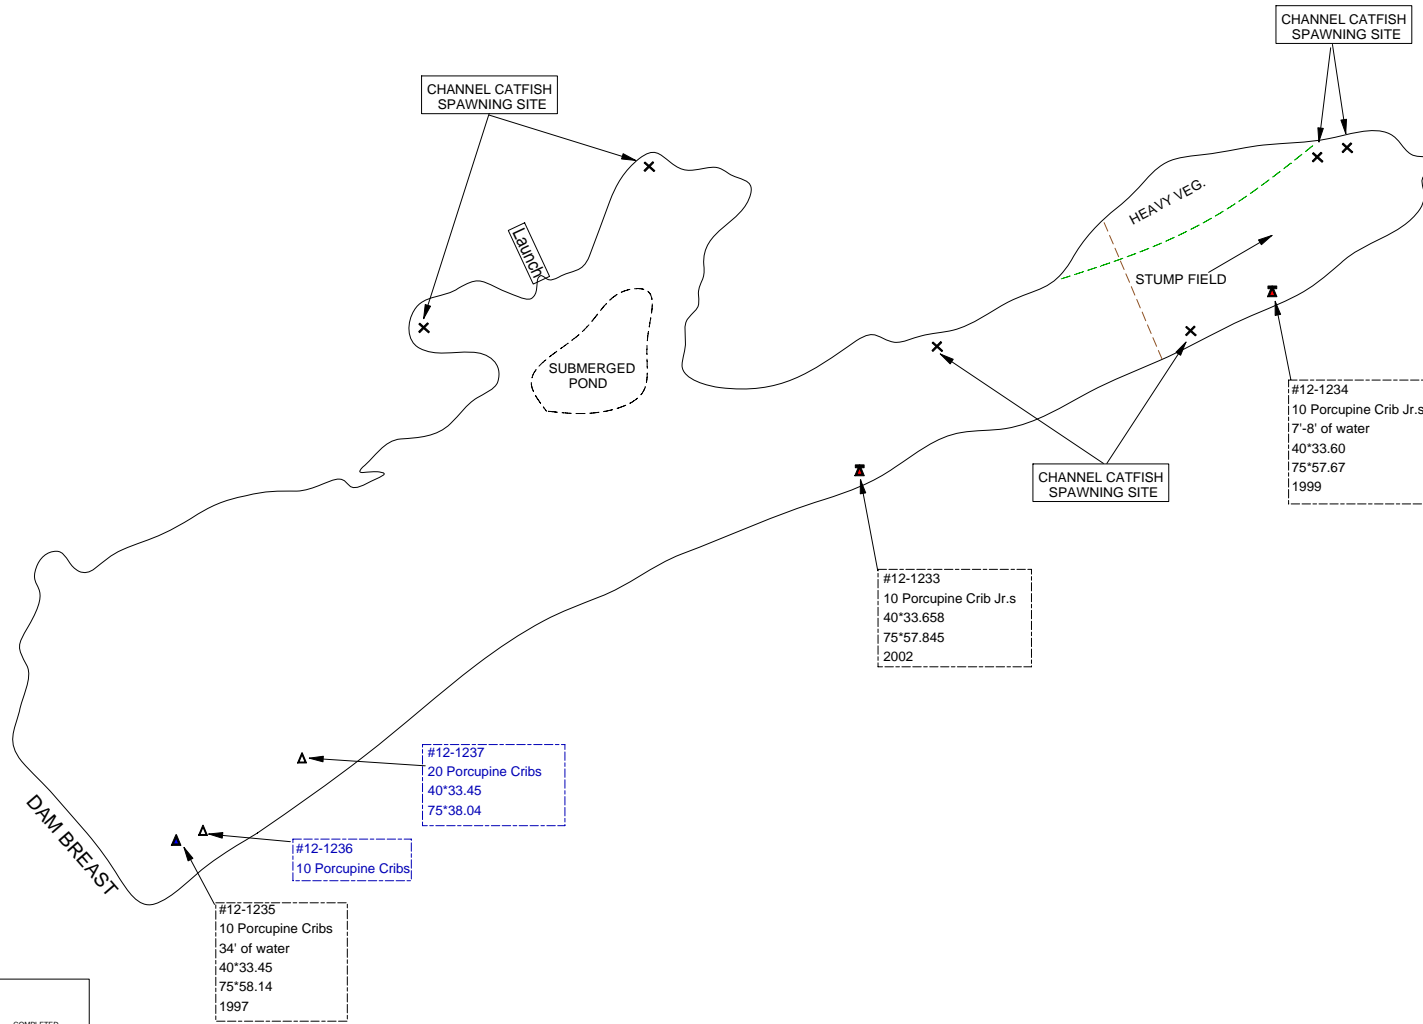 CHANNEL CATFISH
SPAWNING SITE
CHANNEL CATFISH
SPAWNING SITE
HEAVY VEG.
Launch
STUMP FIELD
SUBMERGED
POND
#12-1234
10 Porcupine Crib Jr.s
7'-8' of water
40*33.60
75*57.67
1999
CHANNEL CATFISH
SPAWNING SITE
#12-1233
10 Porcupine Crib Jr.s
40*33.658
75*57.845
2002
#12-1237
20 Porcupine Cribs
40*33.45
75*38.04
DAM BREAST
#12-1236
10 Porcupine Cribs
#12-1235
10 Porcupine Cribs
34' of water
40*33.45
75*58.14
1997
COMPLETED